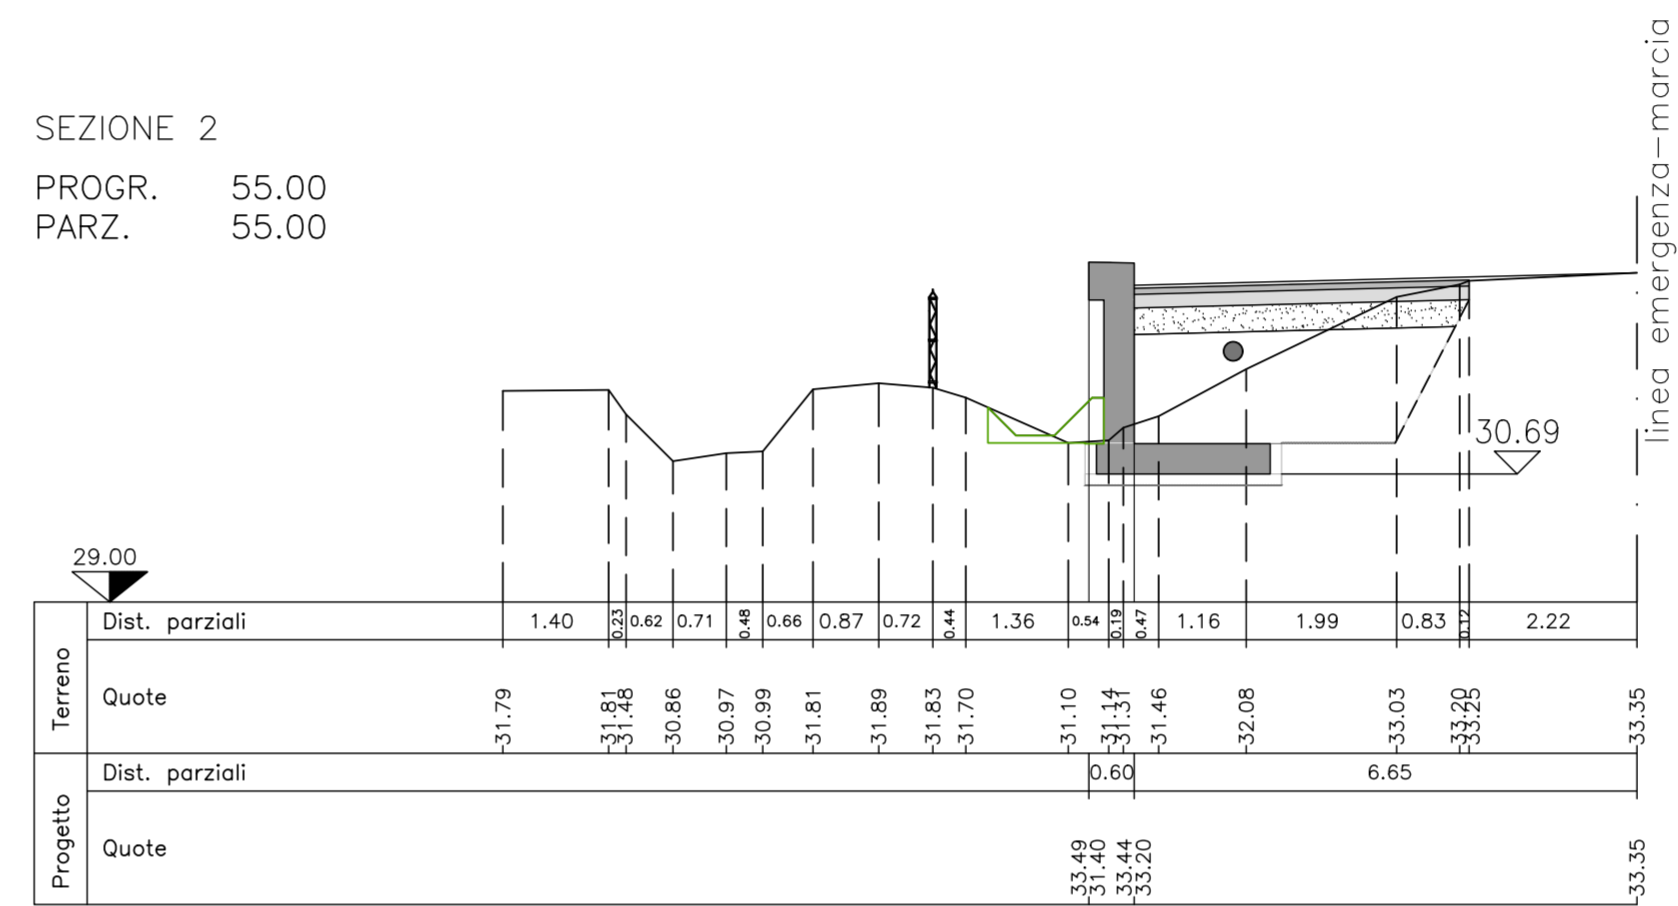 SEZIONE 2
PROGR. 55.00
PARZ. 55.00
linea emergenza-marcia
30.69
29.00
Terreno
Dist. parziali 1.40 0.23 0.62 0.71 0.48 0.66 0.87 0.72 0.44 1.36 0.54 0.19 0.47 1.16 1.99 0.83 0.12 2.22
Quote 31.79 31.81 31.48 30.86 30.97 30.99 31.81 31.89 31.83 31.70 31.10 31.14 31.31 31.46 32.08 33.03 33.20 33.25 33.35
Progetto
Dist. parziali 0.60 6.65
Quote 33.49 31.40 33.44 33.20 33.35